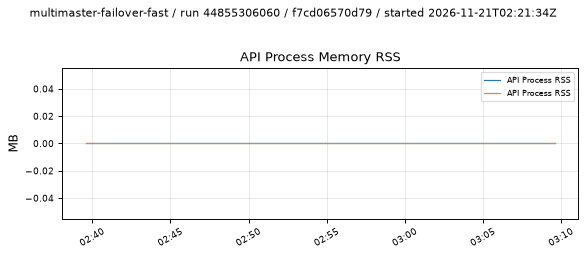 multimaster-failover-fast / run 44855306060 / f7cd06570d79 / started 2026-11-21T02:21:34Z
API Process Memory RSS
API Process RSS
API Process RSS
MB
0.04
0.02
0.00
−0.02
−0.04
02:40
02:45
02:50
02:55
03:00
03:05
03:10